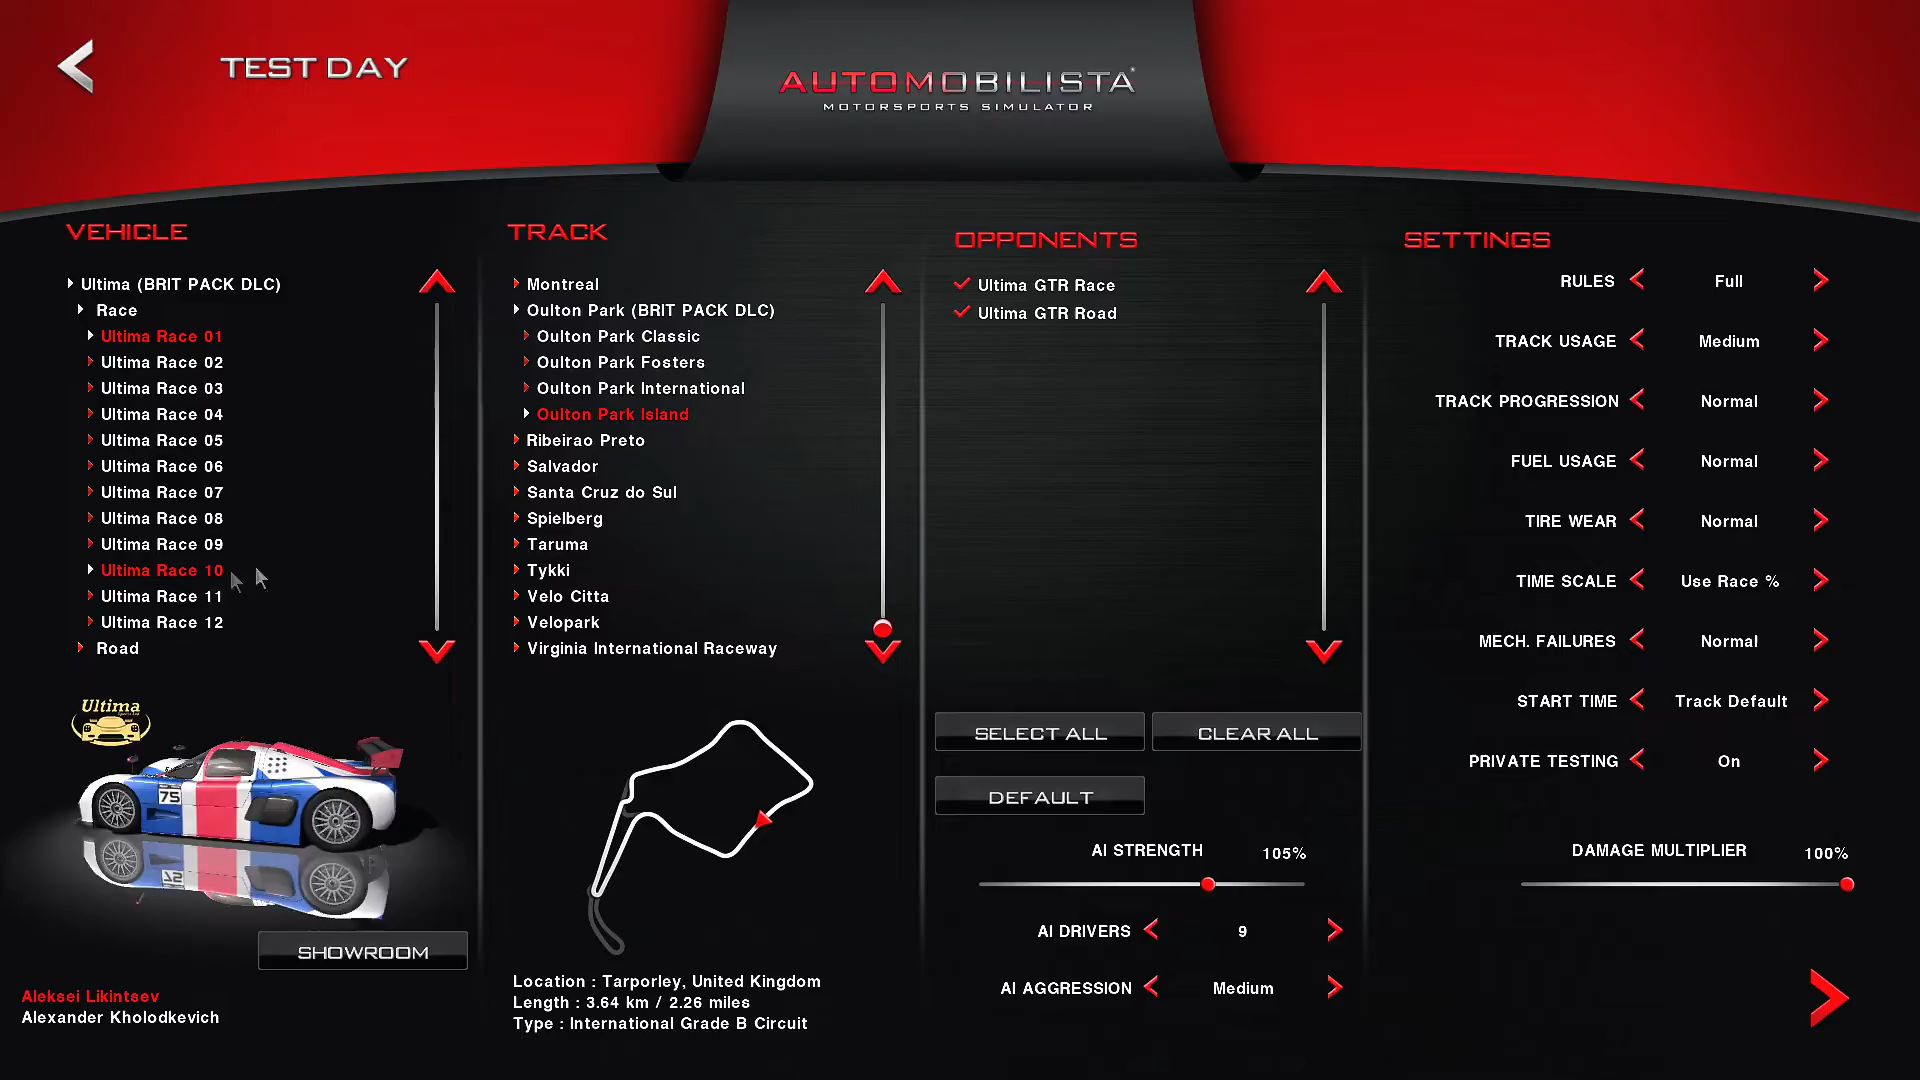 TEST DAY
AUTOMOBILISTA
MOTORSPORTS SIMULATOR
VEHICLE
Ultima (BRIT PACK DLC)
Race
Ultima Race 01
Ultima Race 02
Ultima Race 03
Ultima Race 04
Ultima Race 05
Ultima Race 06
Ultima Race 07
Ultima Race 08
Ultima Race 09
Ultima Race 10
Ultima Race 11
Ultima Race 12
Road
Ultima
75
SHOWROOM
Aleksei Likintsev
Alexander Kholodkevich
TRACK
Montreal
Oulton Park (BRIT PACK DLC)
Oulton Park Classic
Oulton Park Fosters
Oulton Park International
Oulton Park Island
Ribeirao Preto
Salvador
Santa Cruz do Sul
Spielberg
Taruma
Tykki
Velo Citta
Velopark
Virginia International Raceway
Location : Tarporley, United Kingdom
Length : 3.64 km / 2.26 miles
Type : International Grade B Circuit
OPPONENTS
Ultima GTR Race
Ultima GTR Road
SELECT ALL
CLEAR ALL
DEFAULT
AI STRENGTH 105%
AI DRIVERS 9
AI AGGRESSION Medium
SETTINGS
RULES Full
TRACK USAGE Medium
TRACK PROGRESSION Normal
FUEL USAGE Normal
TIRE WEAR Normal
TIME SCALE Use Race %
MECH. FAILURES Normal
START TIME Track Default
PRIVATE TESTING On
DAMAGE MULTIPLIER 100%